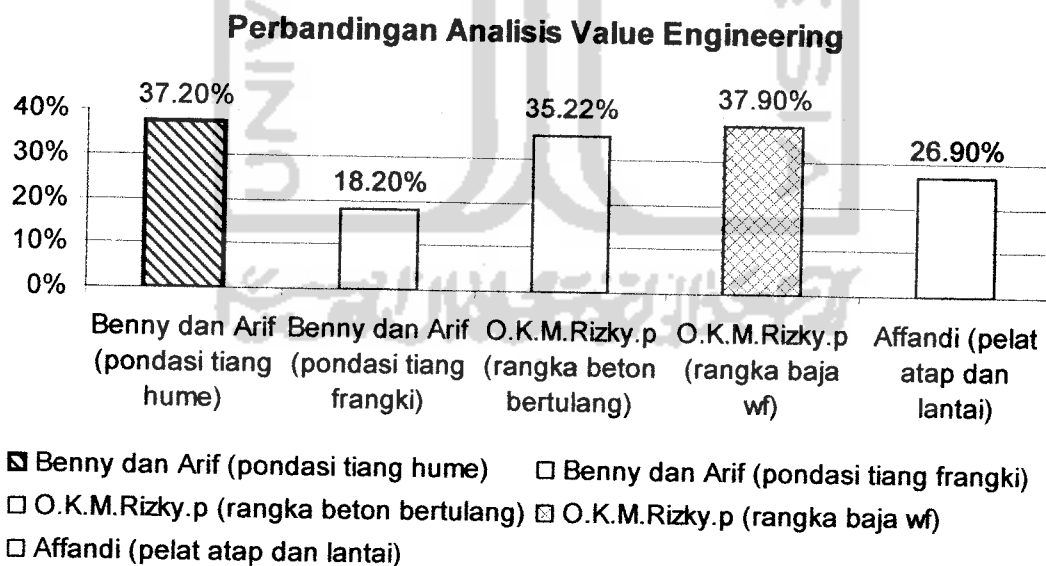 Perbandingan Analisis Value Engineering
40%
30%
20%
10%
0%
37.20%
18.20%
35.22%
37.90%
26.90%
Benny dan Arif
(pondasi tiang
hume)
Benny dan Arif
(pondasi tiang
frangki)
O.K.M.Rizky.p
(rangka beton
bertulang)
O.K.M.Rizky.p
(rangka baja
wf)
Affandi (pelat
atap dan
lantai)
Benny dan Arif (pondasi tiang hume)
Benny dan Arif (pondasi tiang frangki)
O.K.M.Rizky.p (rangka beton bertulang)
O.K.M.Rizky.p (rangka baja wf)
Affandi (pelat atap dan lantai)